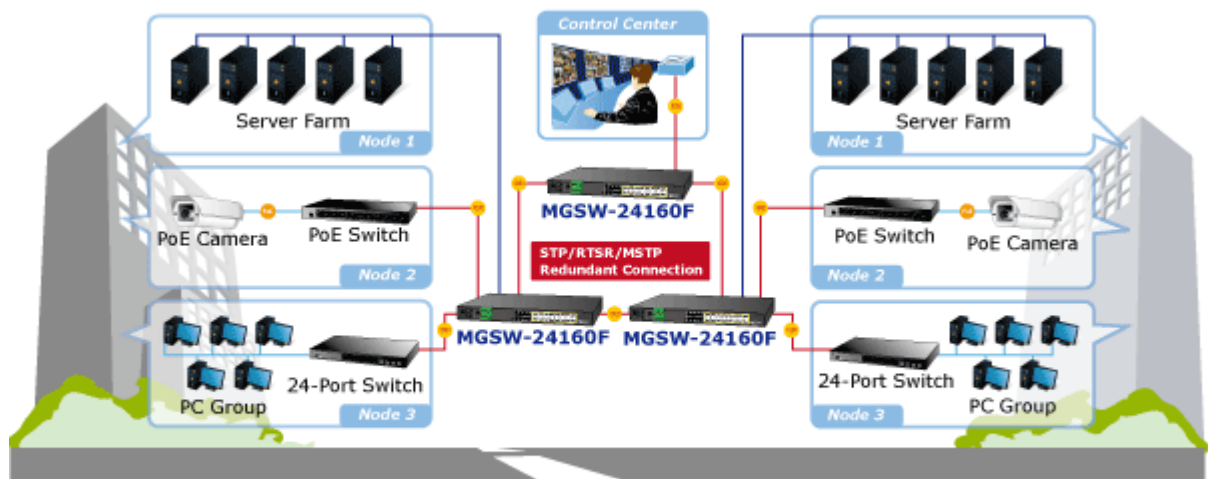 Control Center
Server Farm
Node 1
Server Farm
Node 1
MGSW-24160F
PoE Camera
PoE Switch
Node 2
PoE Switch
PoE Camera
Node 2
STP/RTSR/MSTP
Redundant Connection
MGSW-24160F
MGSW-24160F
24-Port Switch
PC Group
Node 3
24-Port Switch
PC Group
Node 3